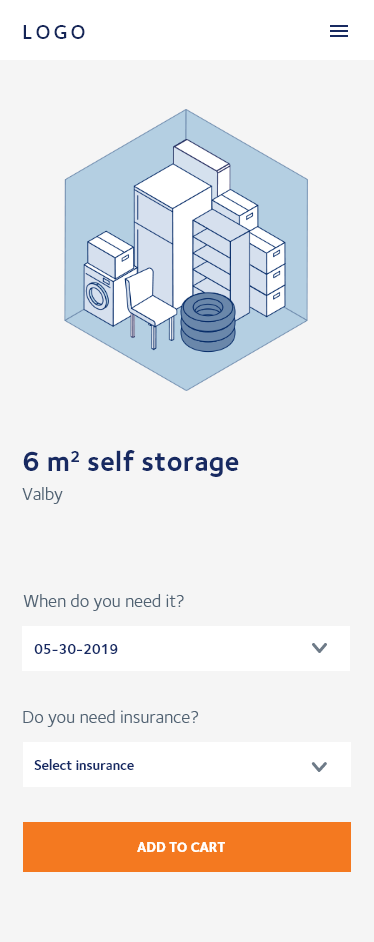 LOGO
6 m² self storage
Valby
When do you need it?
05-30-2019
Do you need insurance?
Select insurance
ADD TO CART